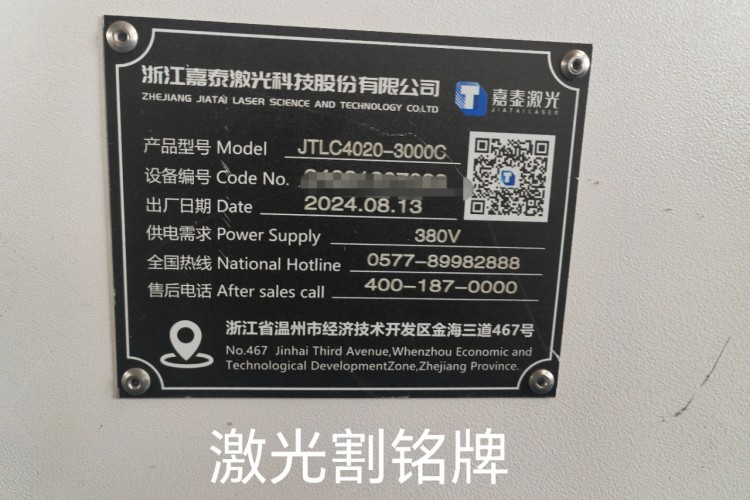 浙江嘉泰激光科技股份有限公司
ZHEJIANG JIATAI LASER SCIENCE AND TECHNOLOGY CO:LTD
嘉泰激光
JIATAILASER
产品型号 Model JTLC4020-3000C
设备编号 Code No.
出厂日期 Date 2024.08.13
供电需求 Power Supply 380V
全国热线 National Hotline 0577-89982888
售后电话 After sales call 400-187-0000
浙江省温州市经济技术开发区金海三道467号
No.467 Jinhai Third Avenue,Whenzhou Economic and
Technological DevelopmentZone,Zhejiang Province.
激光割铭牌